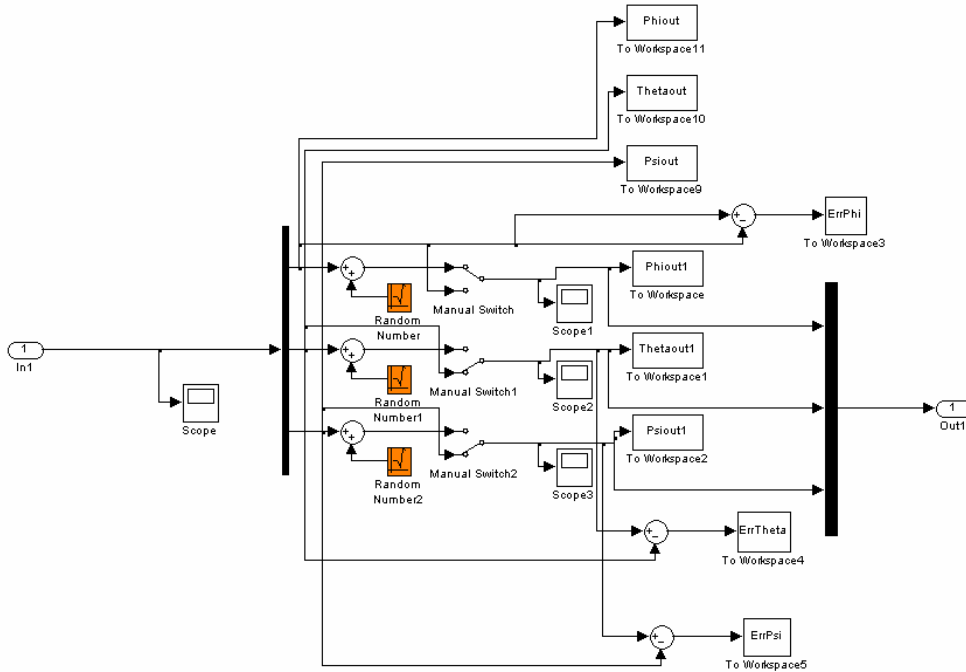 Phiout
To Workspace11
Thetaout
To Workspace10
Psiout
To Workspace9
+
−
ErrPhi
To Workspace3
+
+
Phiout1
To Workspace
Manual Switch
Random
Number
Scope1
1
In1
+
+
Thetaout1
To Workspace1
Manual Switch1
Random
Number1
Scope2
Scope
1
Out1
+
+
Psiout1
To Workspace2
Manual Switch2
Random
Number2
Scope3
+
−
ErrTheta
To Workspace4
+
−
ErrPsi
To Workspace5